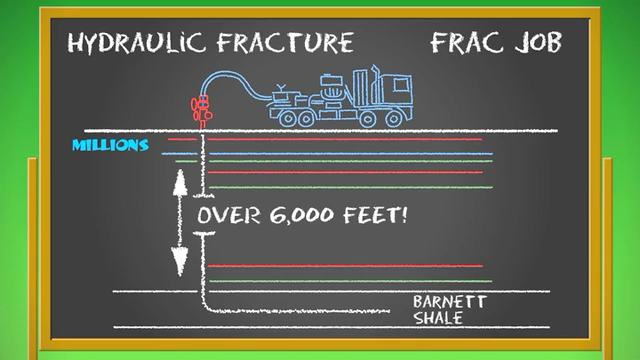 HYDRAULIC FRACTURE
FRAC JOB
MILLIONS
OVER 6,000 FEET!
BARNETT
SHALE